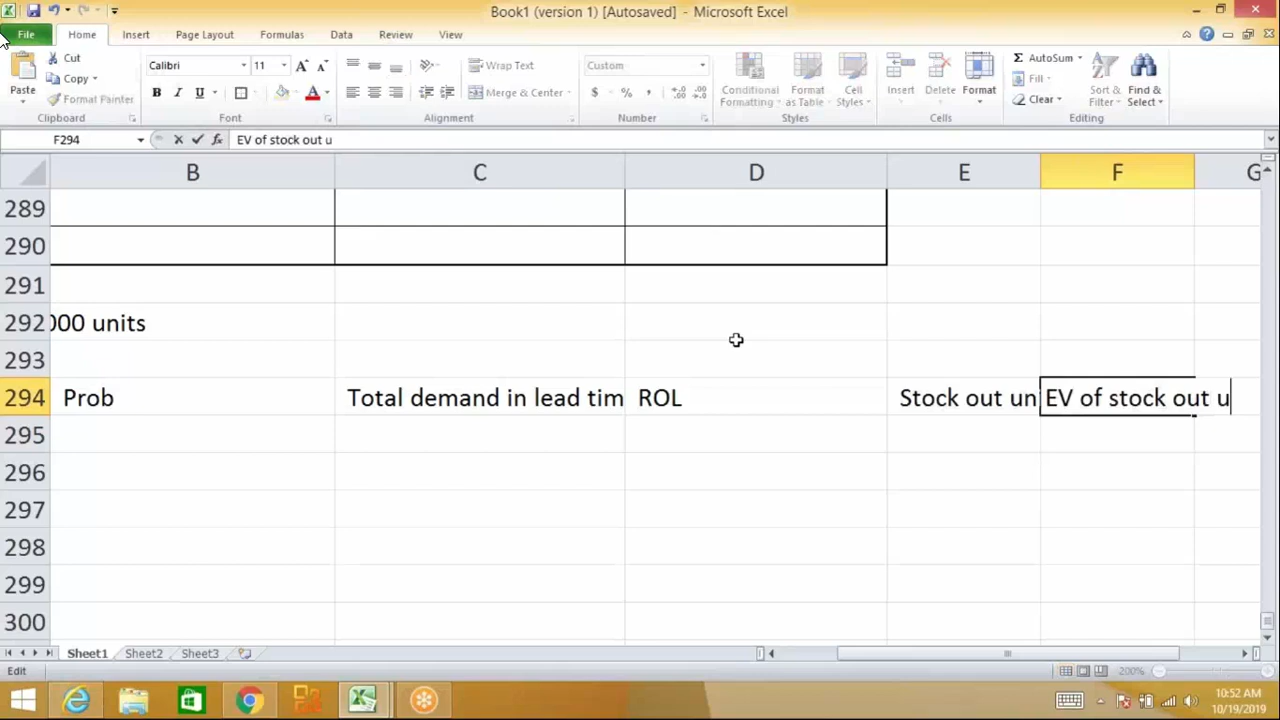 Book1 (version 1) [Autosaved] - Microsoft Excel
File Home Insert Page Layout Formulas Data Review View
Paste
Cut
Copy
Format Painter
Clipboard
Calibri 11
B I U A
Font
Wrap Text
Merge & Center
Alignment
Custom
$ % ,
Number
Conditional Formatting
Format as Table
Cell Styles
Styles
Insert
Delete
Format
Cells
Σ AutoSum
Fill
Clear
Sort & Filter
Find & Select
Editing
F294 fx EV of stock out u
B C D E F G
289
290
291
292 000 units
293
294 Prob Total demand in lead tim ROL Stock out un EV of stock out u
295
296
297
298
299
300
Sheet1 Sheet2 Sheet3
Edit 200%
10:52 AM
10/19/2019